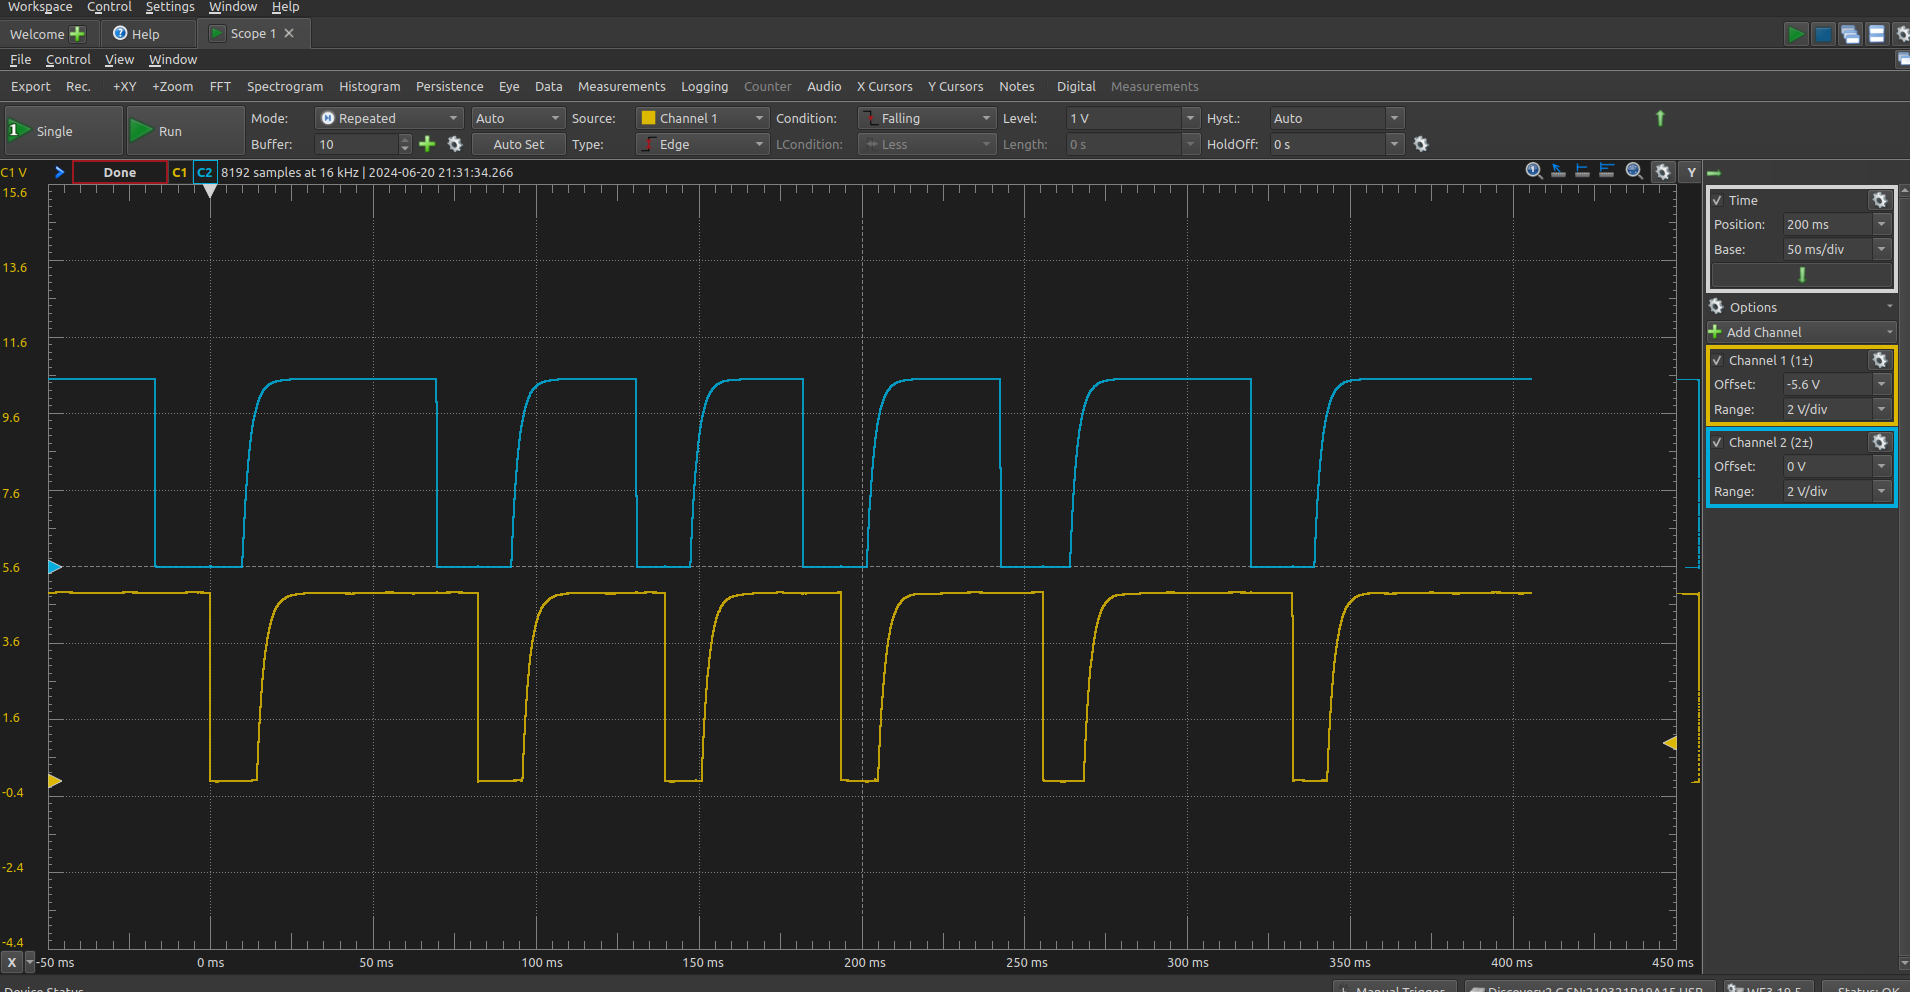 Workspace Control Settings Window Help
Welcome Help Scope 1
File Control View Window
Export Rec. +XY +Zoom FFT Spectrogram Histogram Persistence Eye Data Measurements Logging Counter Audio X Cursors Y Cursors Notes Digital Measurements
1 Single Run Mode: Repeated Auto Source: Channel 1 Condition: Falling Level: 1 V Hyst.: Auto
Buffer: 10 Auto Set Type: Edge LCondition: Less Length: 0 s HoldOff: 0 s
C1 V Done C1 C2 8192 samples at 16 kHz | 2024-06-20 21:31:34.266 Y
15.6
13.6
11.6
9.6
7.6
5.6
3.6
1.6
-0.4
-2.4
-4.4
X -50 ms 0 ms 50 ms 100 ms 150 ms 200 ms 250 ms 300 ms 350 ms 400 ms 450 ms
Time
Position: 200 ms
Base: 50 ms/div
Options
Add Channel
Channel 1 (1±)
Offset: -5.6 V
Range: 2 V/div
Channel 2 (2±)
Offset: 0 V
Range: 2 V/div
Device Status Manual Trigger Status: OK